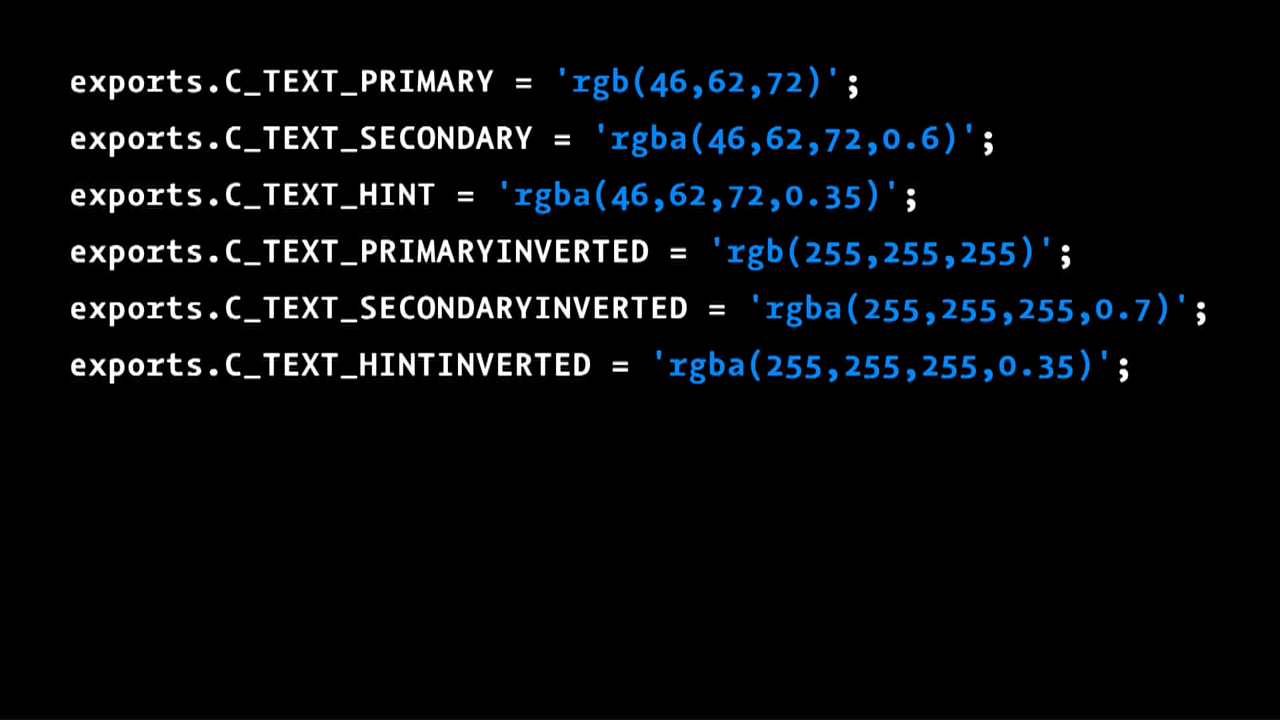 exports.C_TEXT_PRIMARY = 'rgb(46,62,72)';
exports.C_TEXT_SECONDARY = 'rgba(46,62,72,0.6)';
exports.C_TEXT_HINT = 'rgba(46,62,72,0.35)';
exports.C_TEXT_PRIMARYINVERTED = 'rgb(255,255,255)';
exports.C_TEXT_SECONDARYINVERTED = 'rgba(255,255,255,0.7)';
exports.C_TEXT_HINTINVERTED = 'rgba(255,255,255,0.35)';